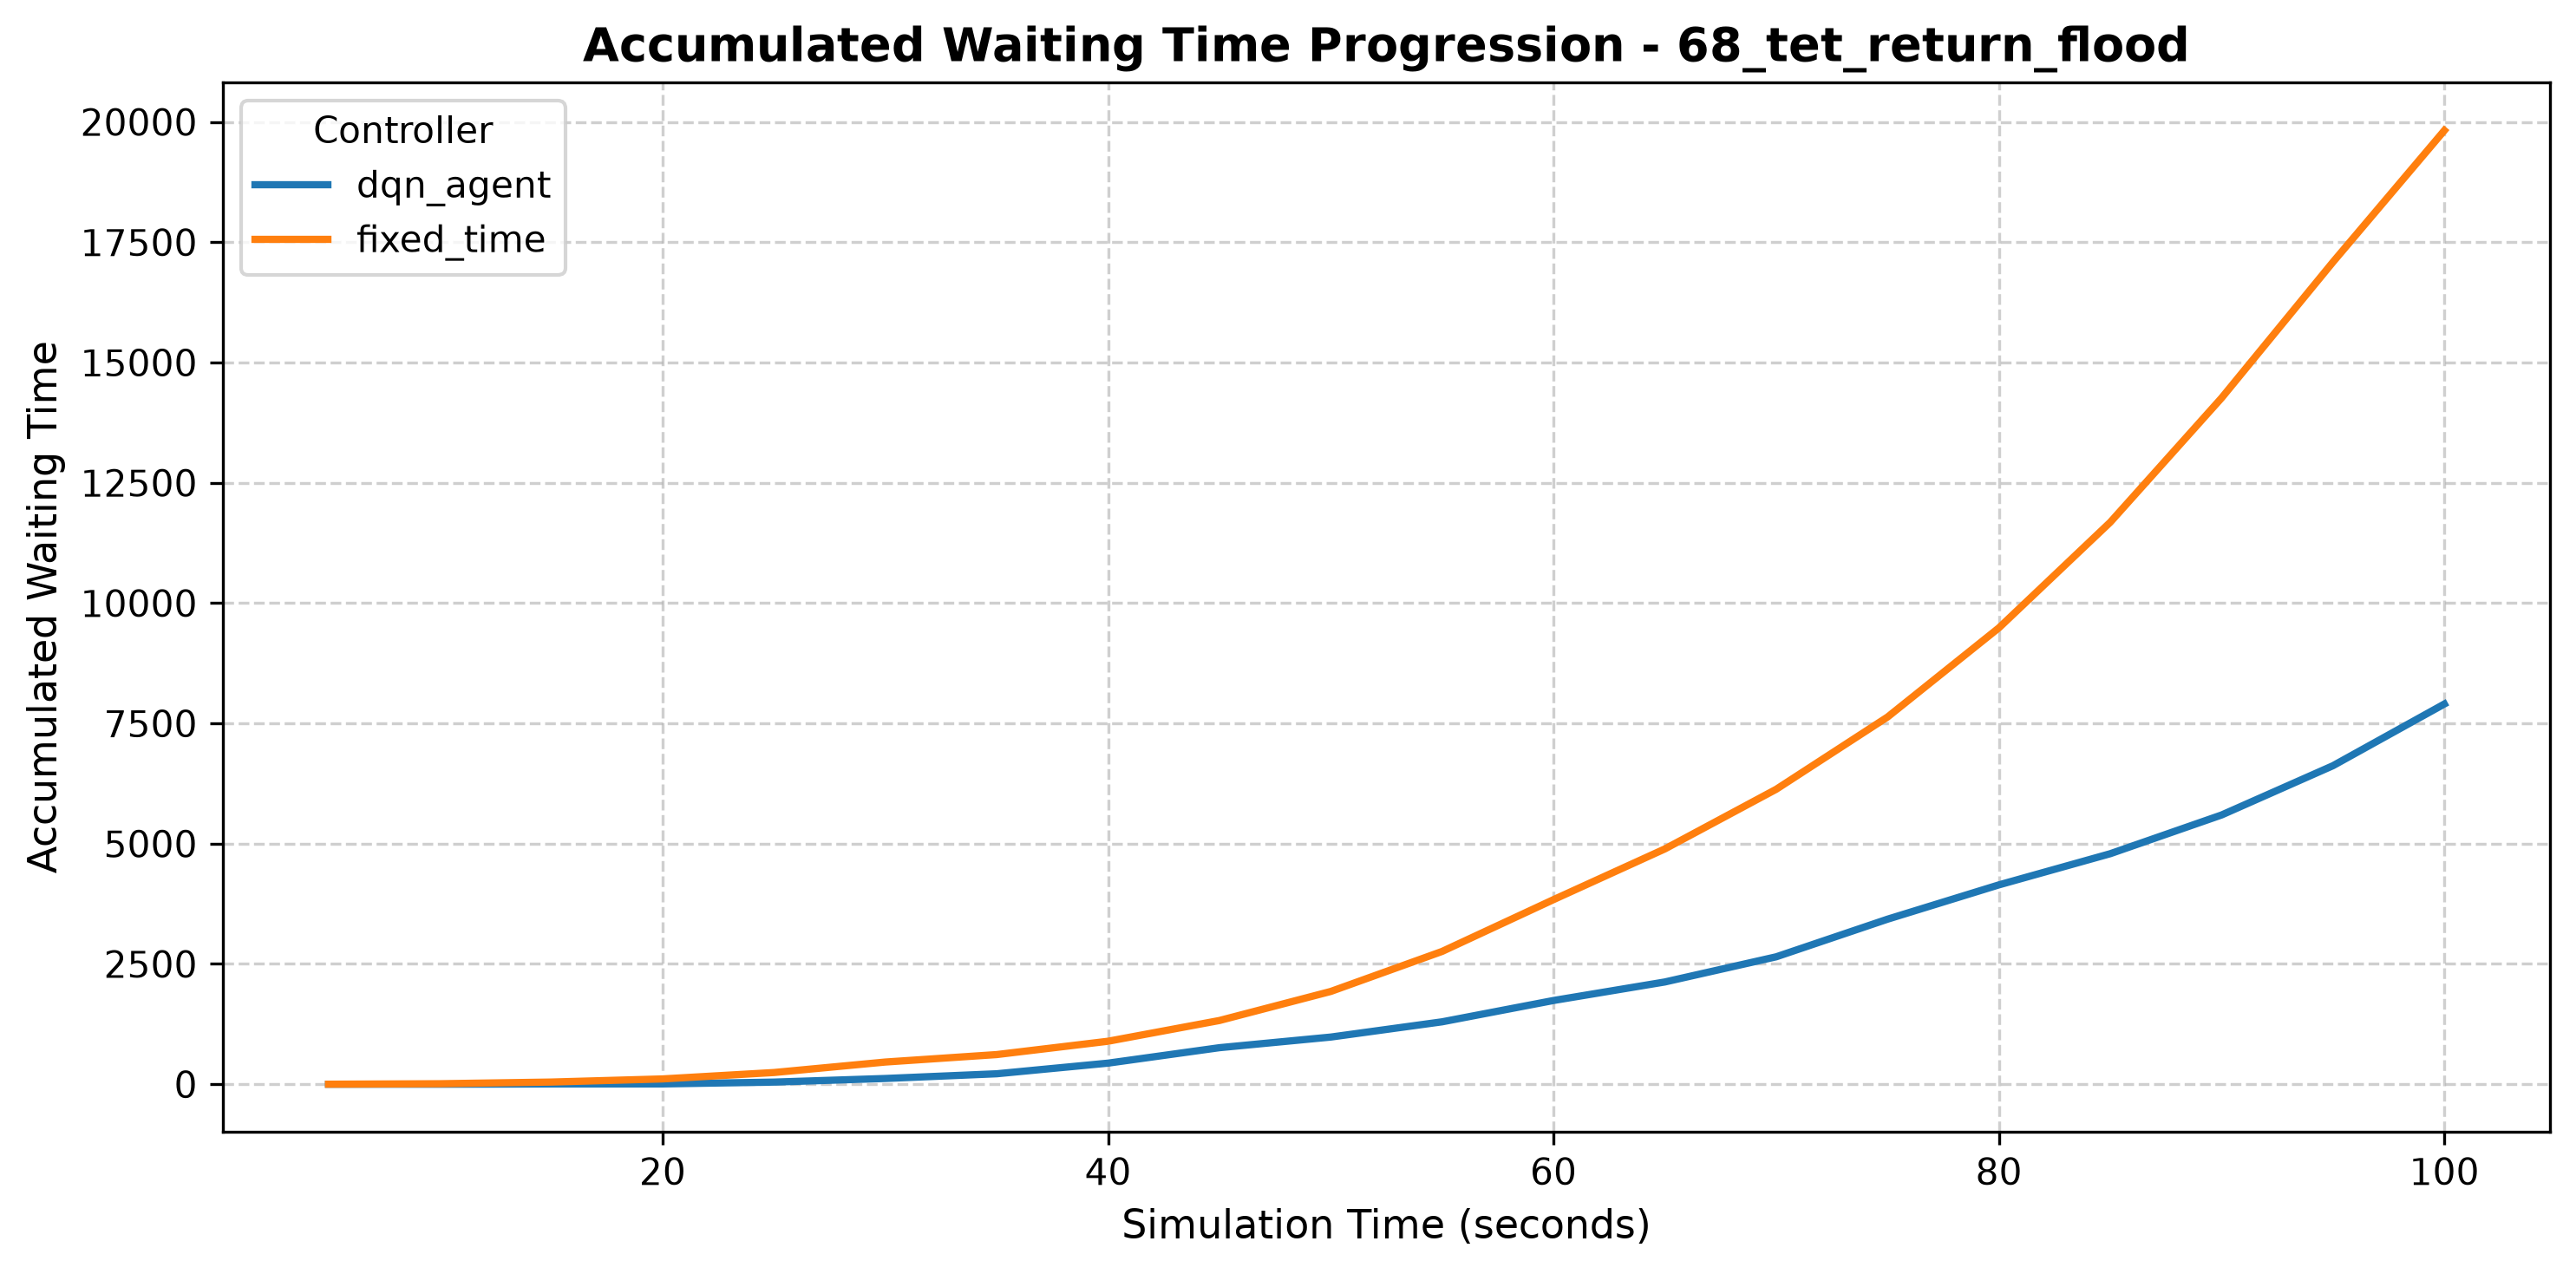 Accumulated Waiting Time Progression - 68_tet_return_flood
Controller
dqn_agent
fixed_time
Accumulated Waiting Time
20000
17500
15000
12500
10000
7500
5000
2500
0
20 40 60 80 100
Simulation Time (seconds)